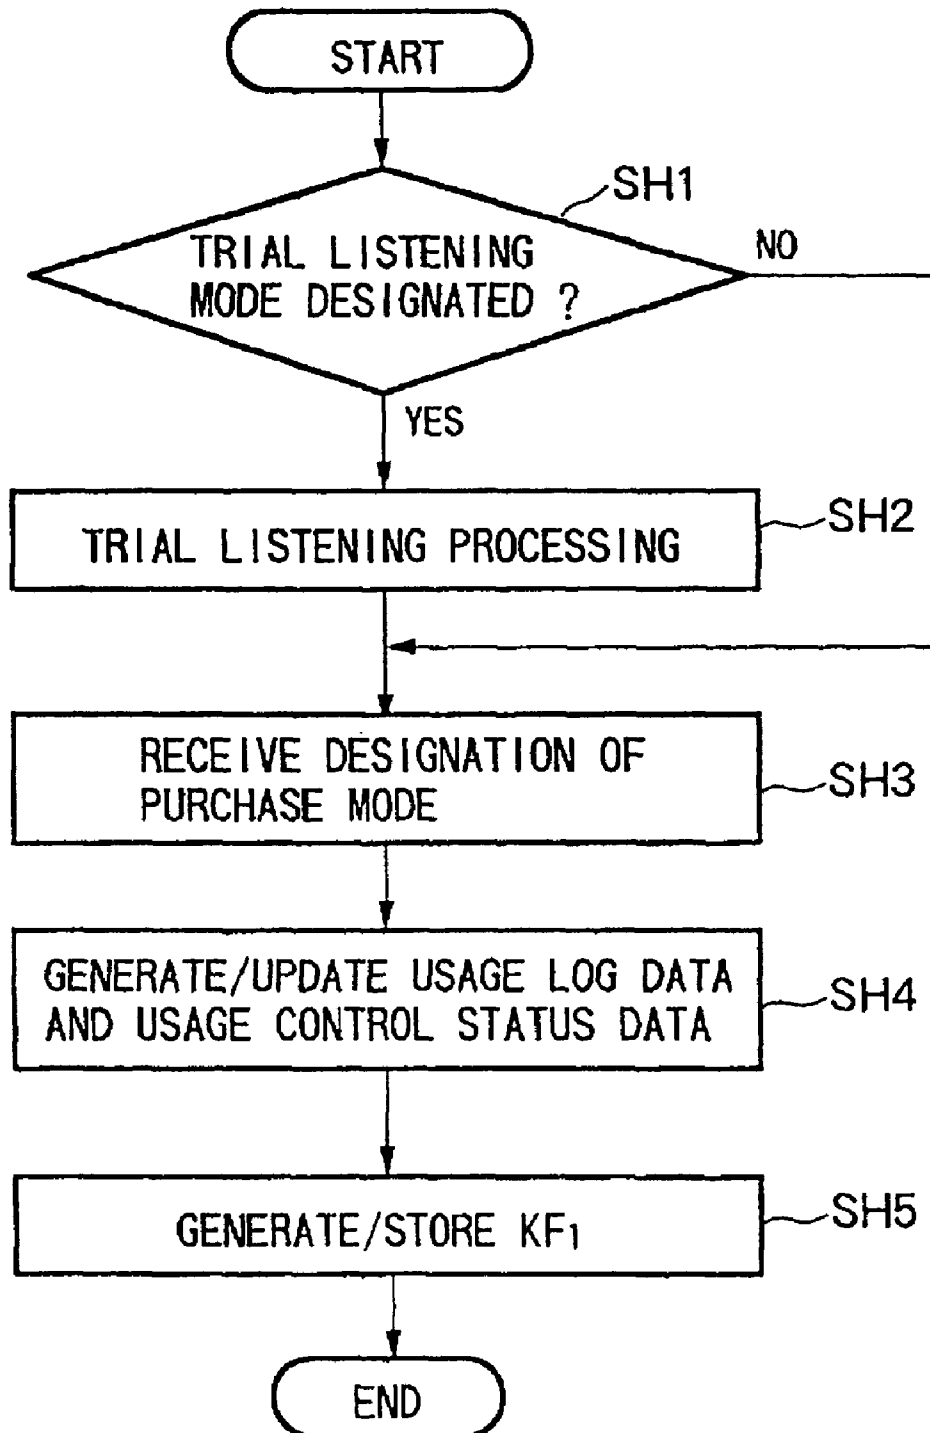 START
SH1
TRIAL LISTENING
MODE DESIGNATED ?
NO
YES
TRIAL LISTENING PROCESSING
SH2
RECEIVE DESIGNATION OF
PURCHASE MODE
SH3
GENERATE/UPDATE USAGE LOG DATA
AND USAGE CONTROL STATUS DATA
SH4
GENERATE/STORE KF₁
SH5
END